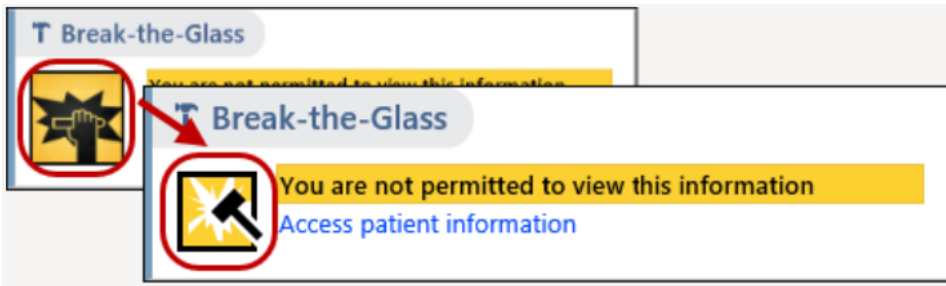 Break-the-Glass
You are not permitted to view this information
Break-the-Glass
You are not permitted to view this information
Access patient information